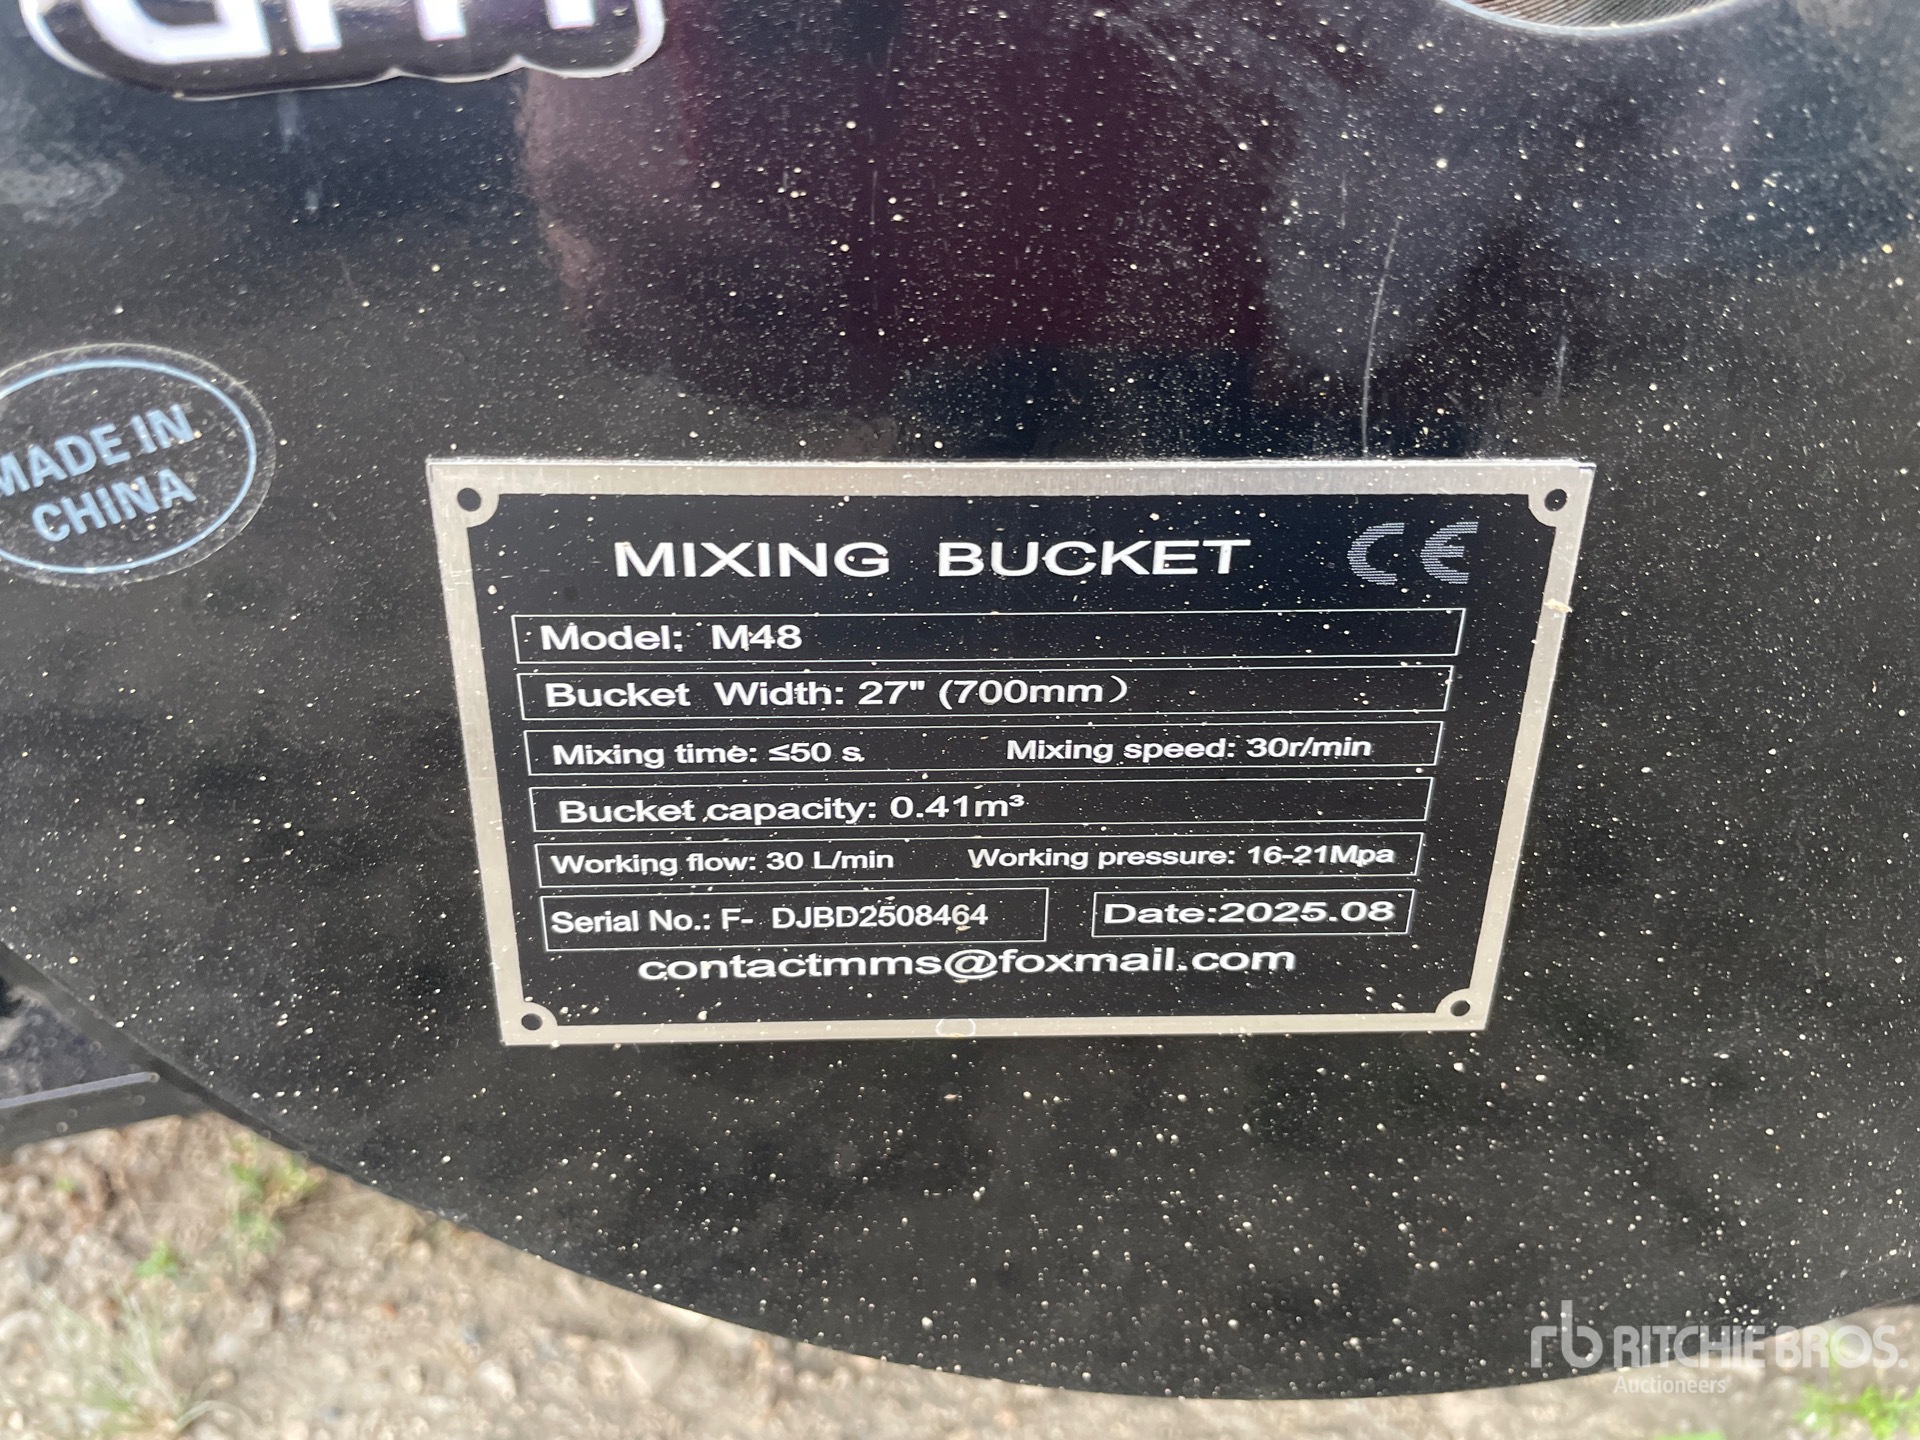 MADE IN
CHINA
MIXING BUCKET CE
Model: M48
Bucket Width: 27" (700mm）
Mixing time: ≤50 s Mixing speed: 30r/min
Bucket capacity: 0.41m³
Working flow: 30 L/min Working pressure: 16-21Mpa
Serial No.: F- DJBD2508464 Date:2025.08
contactmms@foxmail.com
rb RITCHIE BROS.
Auctioneers